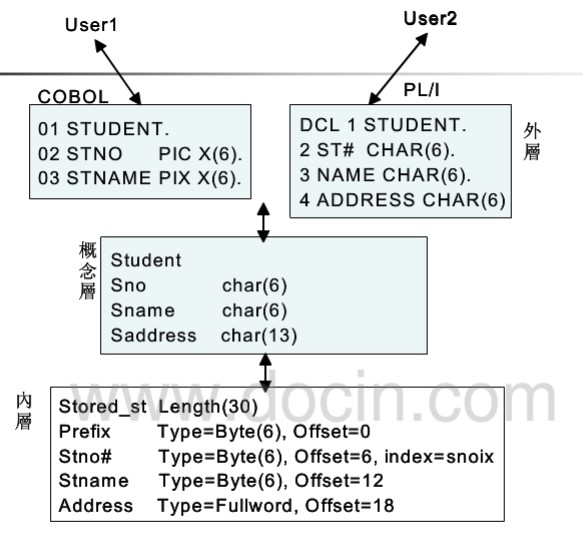 User1
User2
COBOL
01 STUDENT.
02 STNO PIC X(6).
03 STNAME PIX X(6).
PL/I
DCL 1 STUDENT.
2 ST# CHAR(6).
3 NAME CHAR(6).
4 ADDRESS CHAR(6)
外層
概念層
Student
Sno char(6)
Sname char(6)
Saddress char(13)
內層
www.docin.com
Stored_st Length(30)
Prefix Type=Byte(6), Offset=0
Stno# Type=Byte(6), Offset=6, index=snoix
Stname Type=Byte(6), Offset=12
Address Type=Fullword, Offset=18